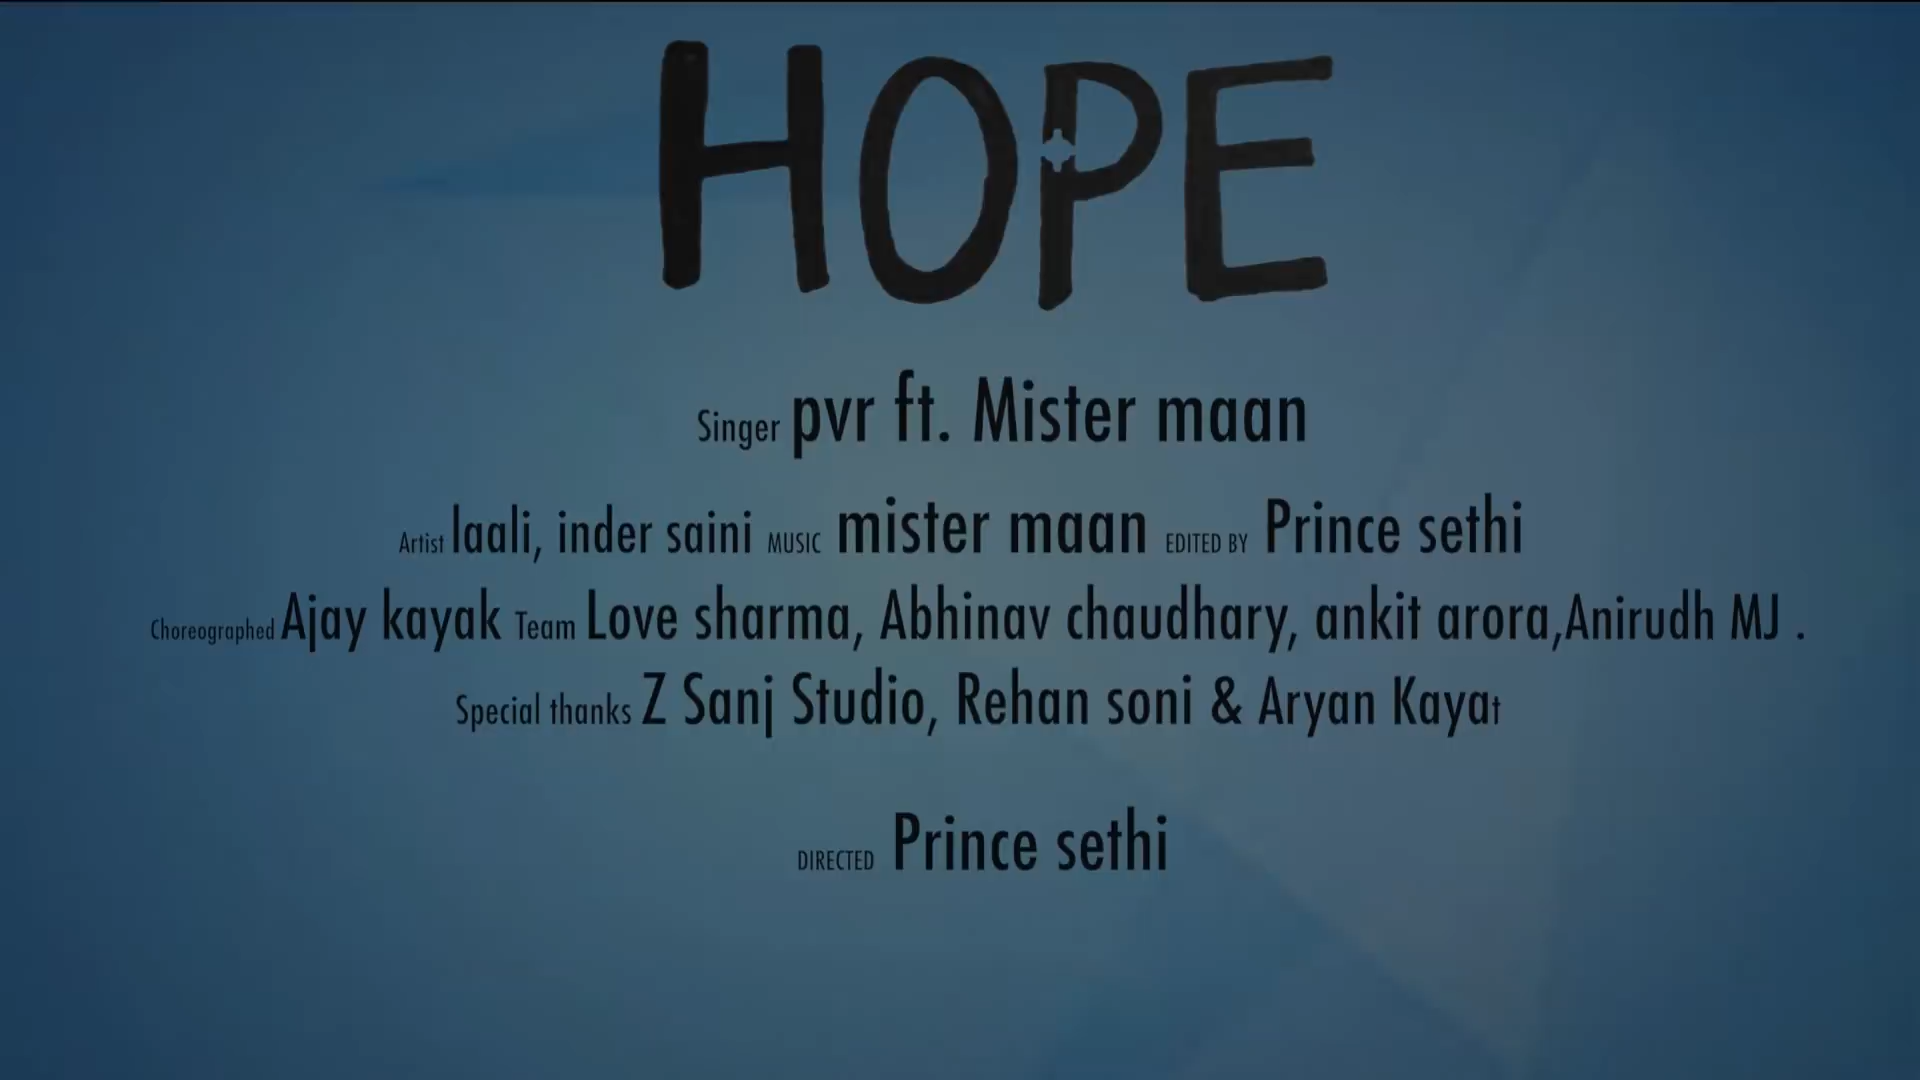 HOPE
Singer pvr ft. Mister maan
Artist laali, inder saini MUSIC mister maan EDITED BY Prince sethi
Choreographed Ajay kayak Team Love sharma, Abhinav chaudhary, ankit arora,Anirudh MJ .
Special thanks Z Sanj Studio, Rehan soni & Aryan Kayat
DIRECTED Prince sethi